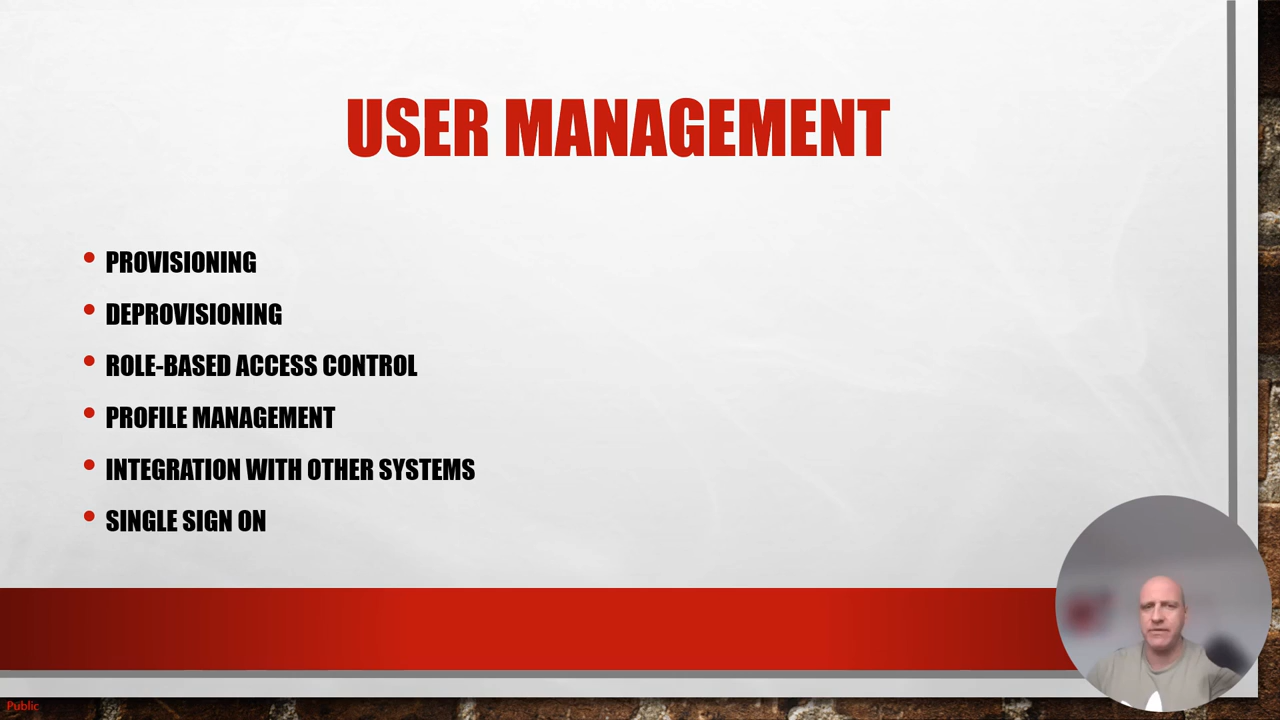 USER MANAGEMENT
• PROVISIONING
• DEPROVISIONING
• ROLE-BASED ACCESS CONTROL
• PROFILE MANAGEMENT
• INTEGRATION WITH OTHER SYSTEMS
• SINGLE SIGN ON
Public